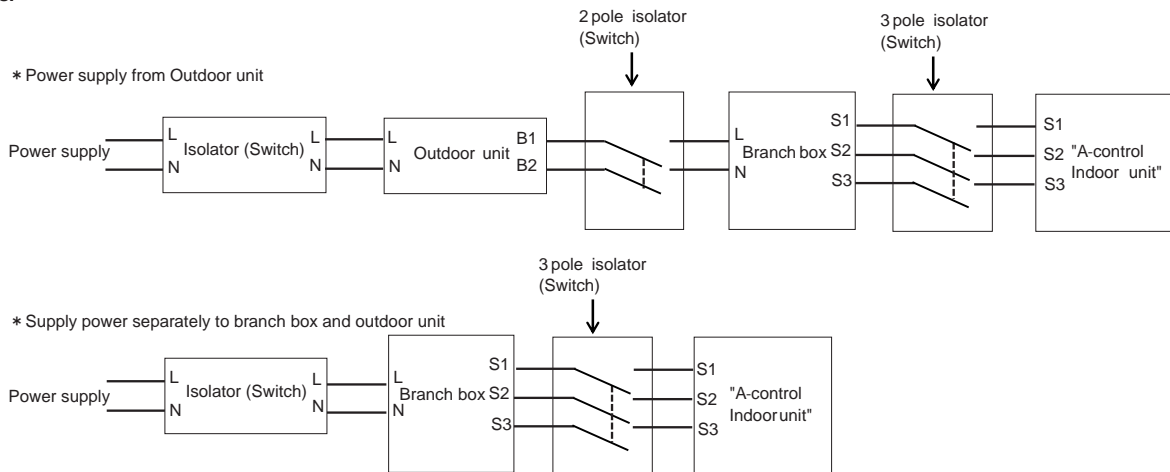 2 pole isolator
(Switch)
3 pole isolator
(Switch)
* Power supply from Outdoor unit
Power supply
L
N
Isolator (Switch)
L
N
L
N
Outdoor unit
B1
B2
L
N
Branch box
S1
S2
S3
S1
S2
S3
"A-control
Indoor unit"
3 pole isolator
(Switch)
* Supply power separately to branch box and outdoor unit
Power supply
L
N
Isolator (Switch)
L
N
L
N
Branch box
S1
S2
S3
S1
S2
S3
"A-control
Indoor unit"